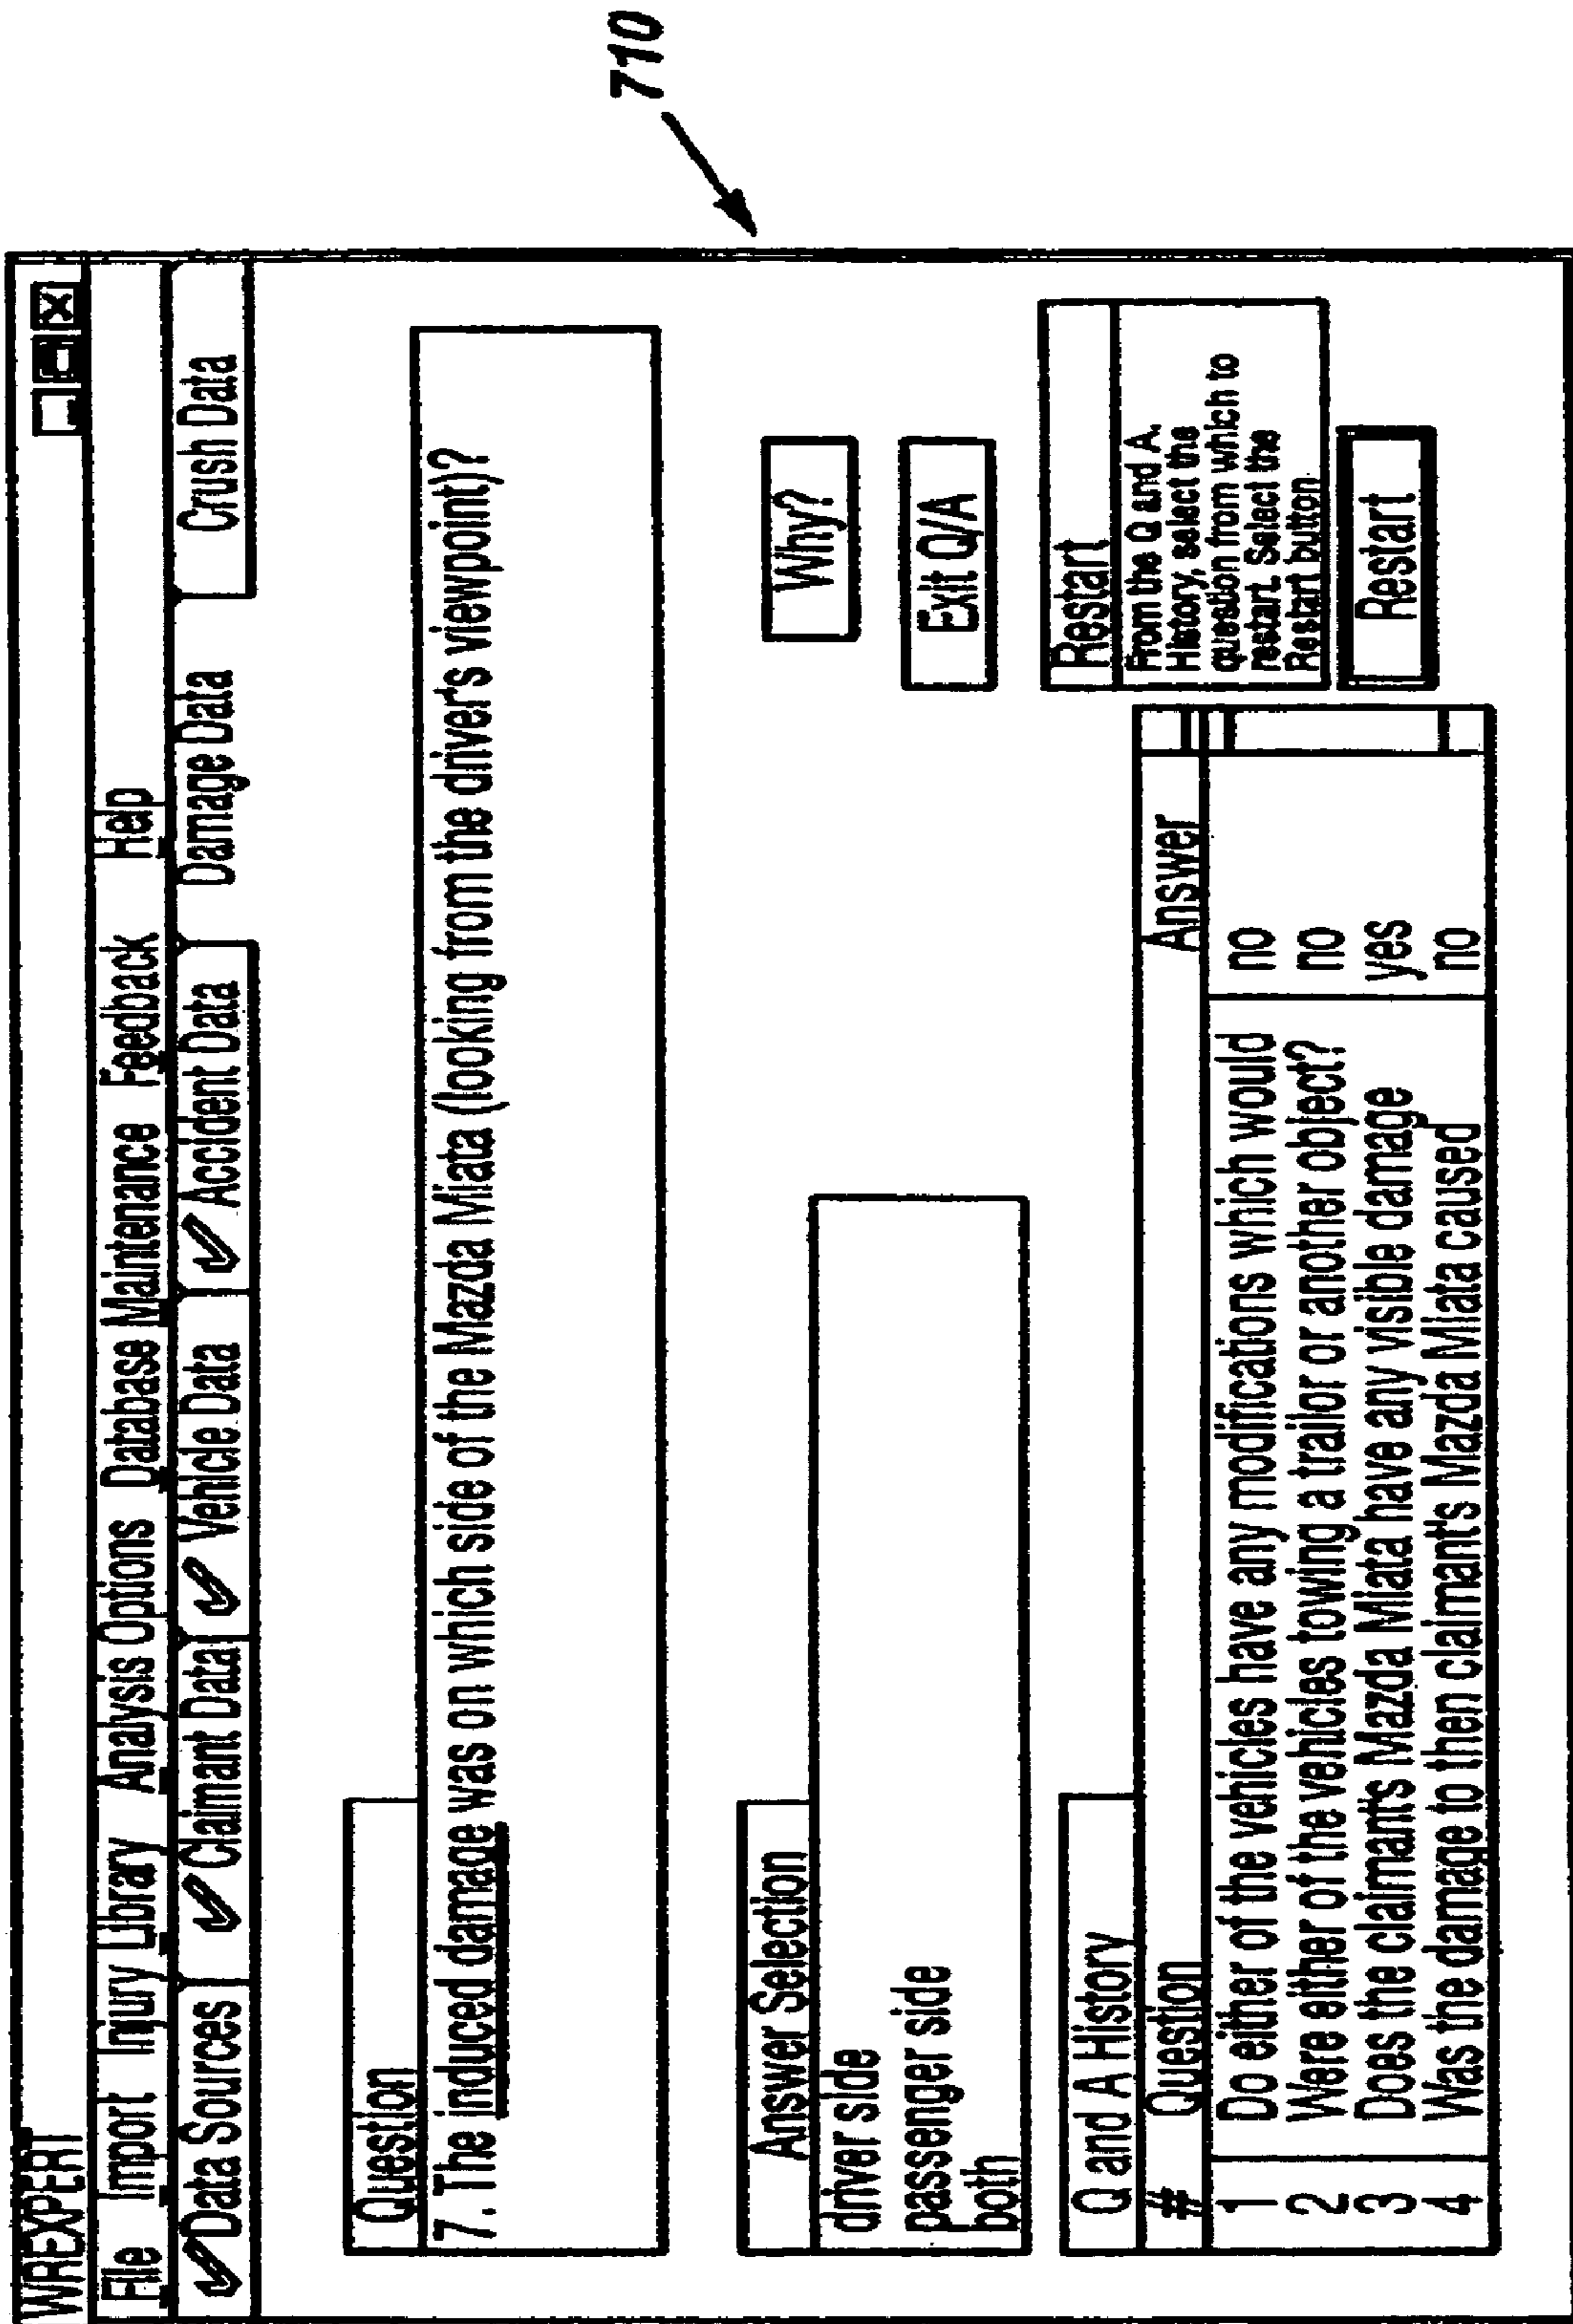 710
WREXPERT
File Import Injury Library Analysis Options Database Maintenance Feedback Help
Data Sources Claimant Data Vehicle Data Accident Data Damage Data Crush Data
Question
7. The induced damage was on which side of the Mazda Miata (looking from the driver's viewpoint)?
Answer Selection
driver side
passenger side
both
Why?
Exit Q/A
Q and A History
# Question Answer
1 Do either of the vehicles have any modifications which would no
2 Were either of the vehicles towing a trailor or another object? no
3 Does the claimant's Mazda Miata have any visible damage yes
4 Was the damage to then claimant's Mazda Miata caused no
Restart
From the Q and A.
History, select the
question from which to
restart. Select the
Restart button
Restart